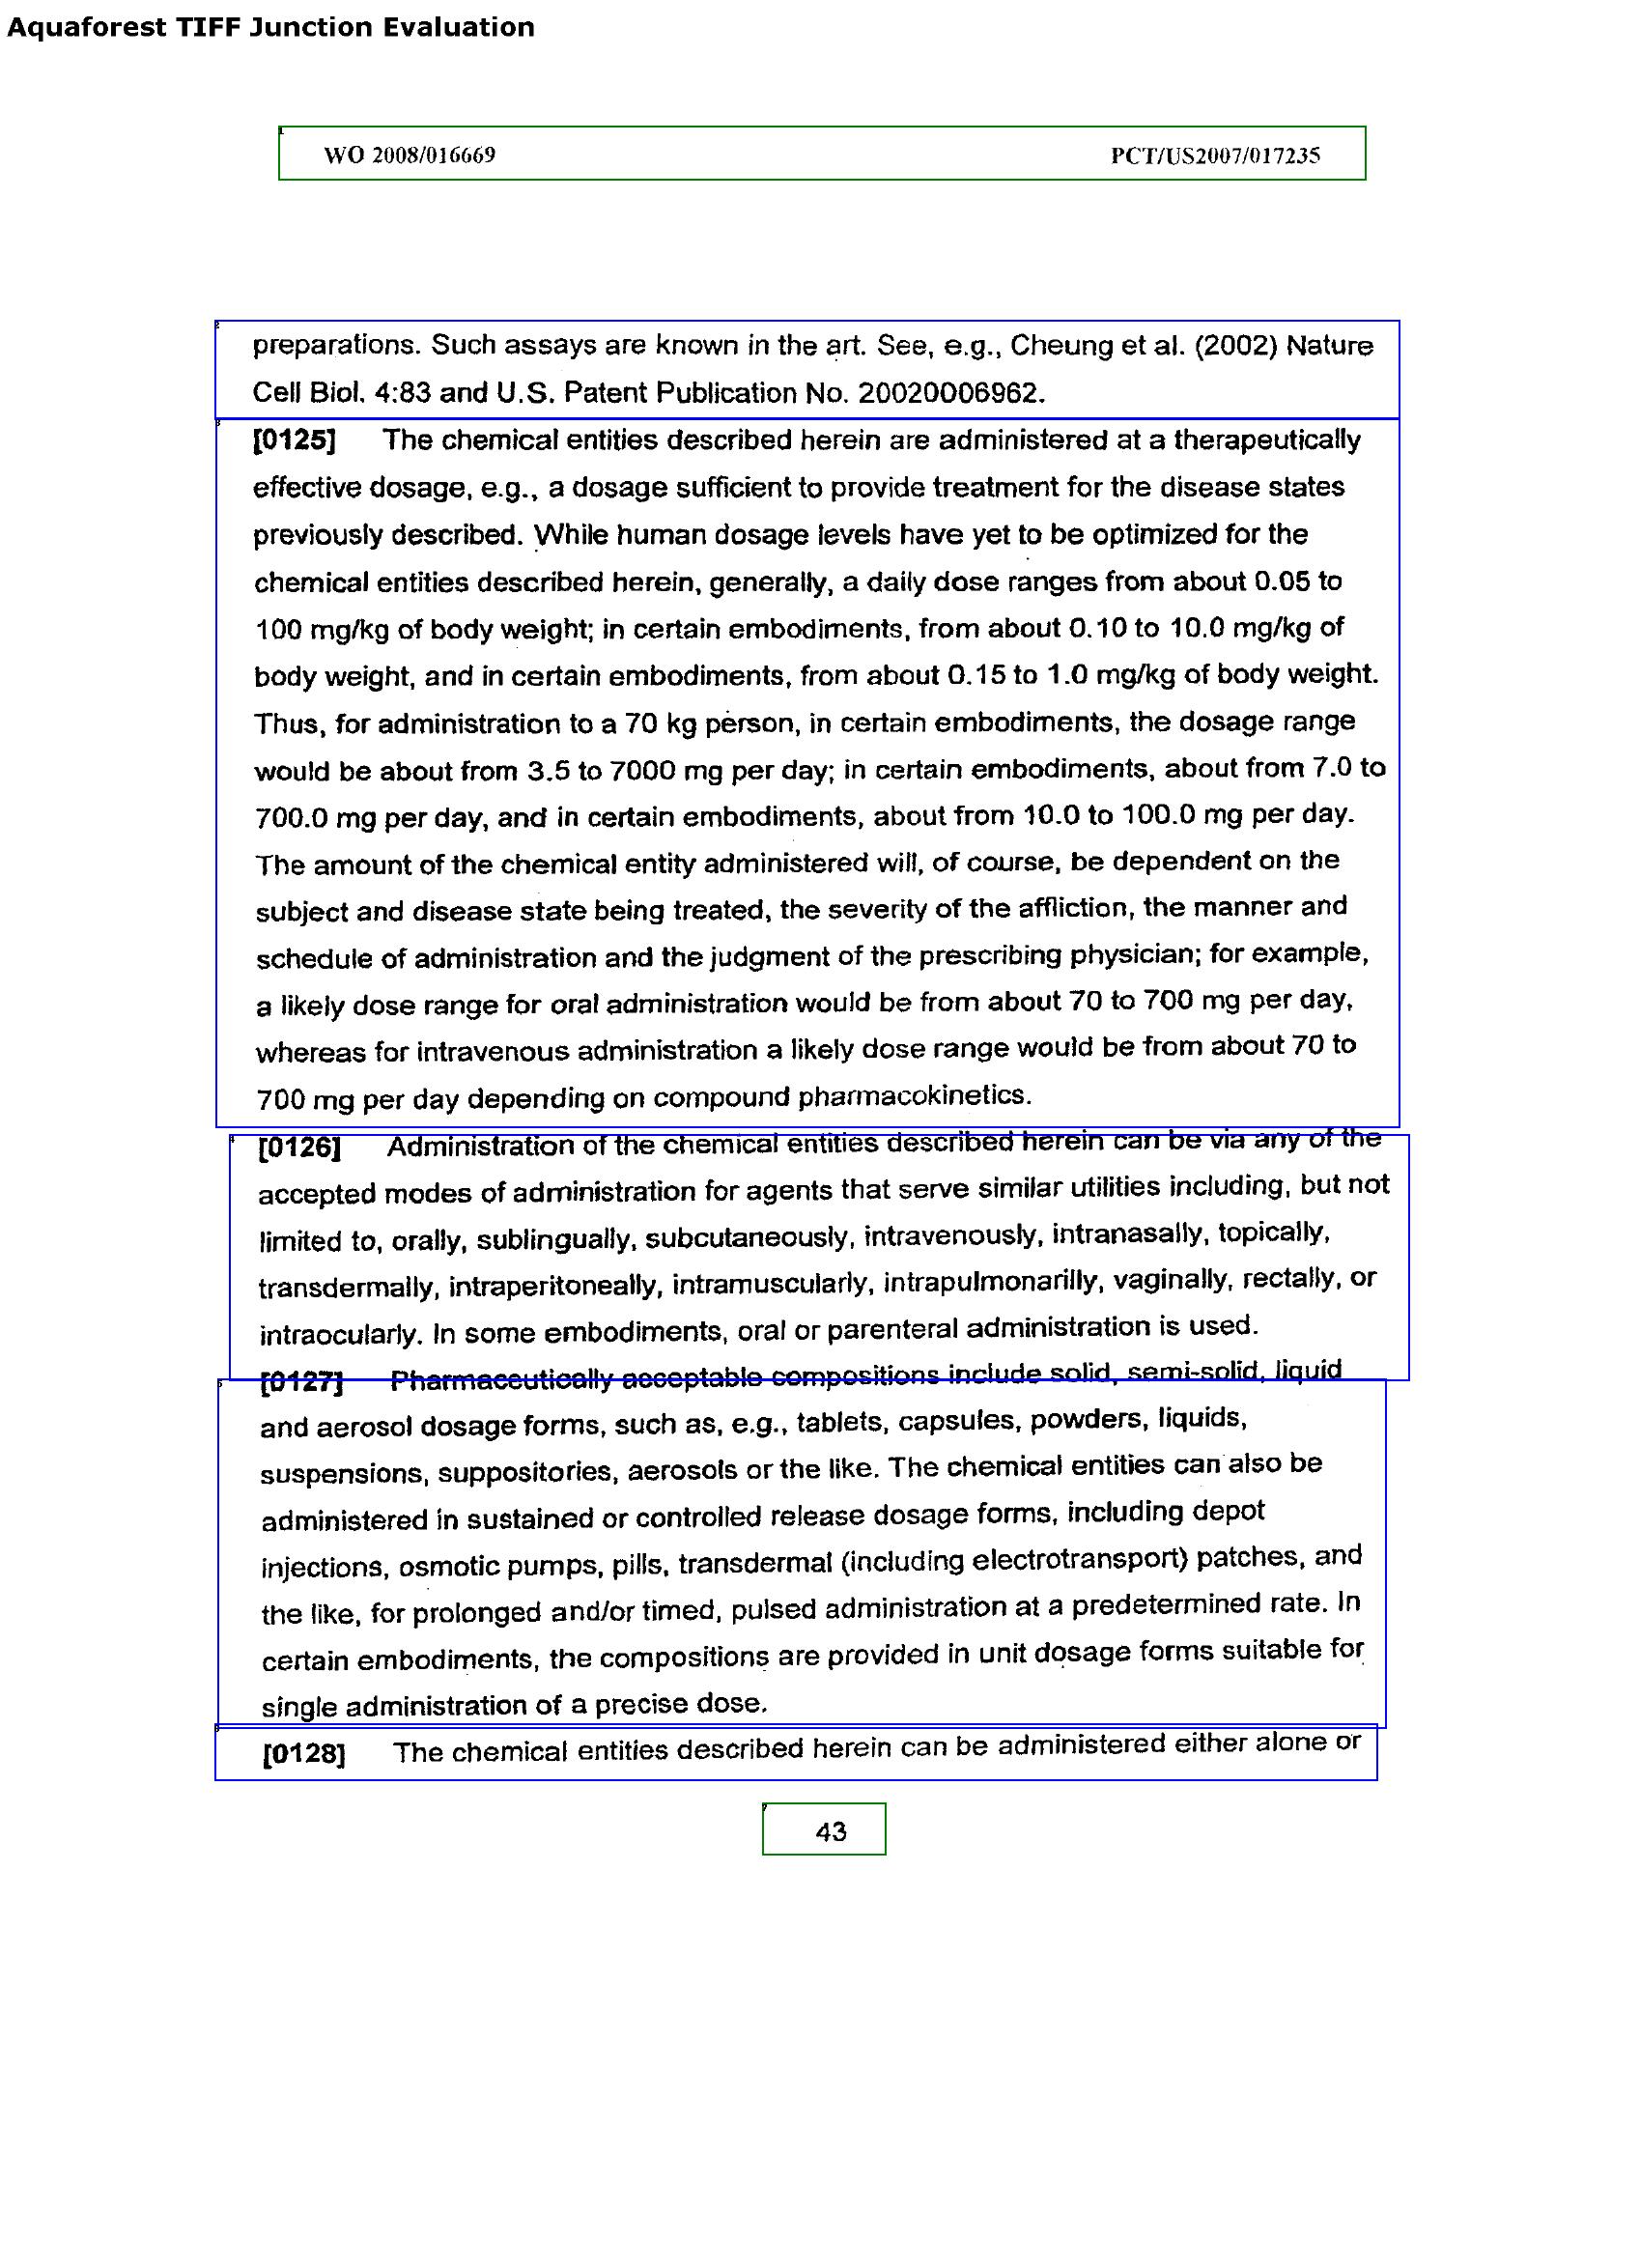 Aquaforest TIFF Junction Evaluation
WO 2008/016669 PCT/US2007/017235
preparations. Such assays are known in the art. See, e.g., Cheung et al. (2002) Nature
Cell Biol. 4:83 and U.S. Patent Publication No. 20020006962.
[0125] The chemical entities described herein are administered at a therapeutically
effective dosage, e.g., a dosage sufficient to provide treatment for the disease states
previously described. While human dosage levels have yet to be optimized for the
chemical entities described herein, generally, a daily dose ranges from about 0.05 to
100 mg/kg of body weight; in certain embodiments, from about 0.10 to 10.0 mg/kg of
body weight, and in certain embodiments, from about 0.15 to 1.0 mg/kg of body weight.
Thus, for administration to a 70 kg person, in certain embodiments, the dosage range
would be about from 3.5 to 7000 mg per day; in certain embodiments, about from 7.0 to
700.0 mg per day, and in certain embodiments, about from 10.0 to 100.0 mg per day.
The amount of the chemical entity administered will, of course, be dependent on the
subject and disease state being treated, the severity of the affliction, the manner and
schedule of administration and the judgment of the prescribing physician; for example,
a likely dose range for oral administration would be from about 70 to 700 mg per day,
whereas for intravenous administration a likely dose range would be from about 70 to
700 mg per day depending on compound pharmacokinetics.
[0126] Administration of the chemical entities described herein can be via any of the
accepted modes of administration for agents that serve similar utilities including, but not
limited to, orally, sublingually, subcutaneously, intravenously, intranasally, topically,
transdermally, intraperitoneally, intramuscularly, intrapulmonarilly, vaginally, rectally, or
intraocularly. In some embodiments, oral or parenteral administration is used.
[0127] Pharmaceutically acceptable compositions include solid, semi-solid, liquid
and aerosol dosage forms, such as, e.g., tablets, capsules, powders, liquids,
suspensions, suppositories, aerosols or the like. The chemical entities can also be
administered in sustained or controlled release dosage forms, including depot
injections, osmotic pumps, pills, transdermal (including electrotransport) patches, and
the like, for prolonged and/or timed, pulsed administration at a predetermined rate. In
certain embodiments, the compositions are provided in unit dosage forms suitable for
single administration of a precise dose.
[0128] The chemical entities described herein can be administered either alone or
43